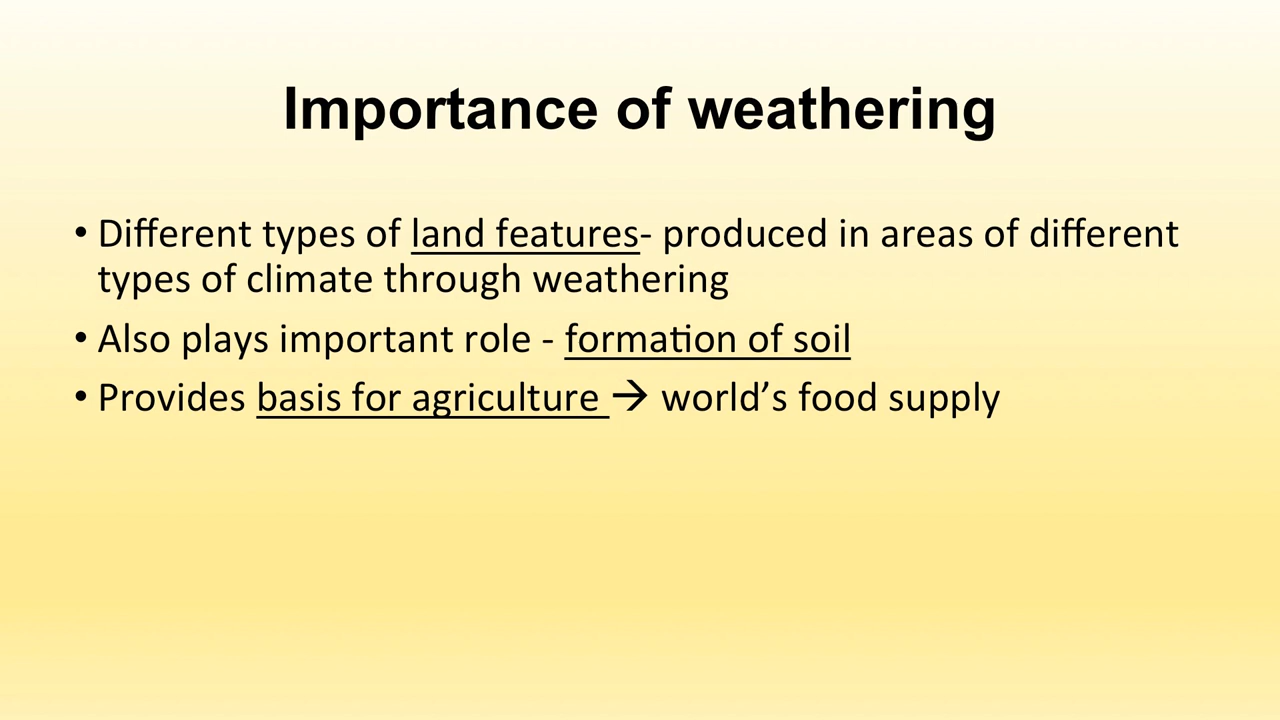 Importance of weathering
• Different types of land features- produced in areas of different
types of climate through weathering
• Also plays important role - formation of soil
• Provides basis for agriculture → world’s food supply